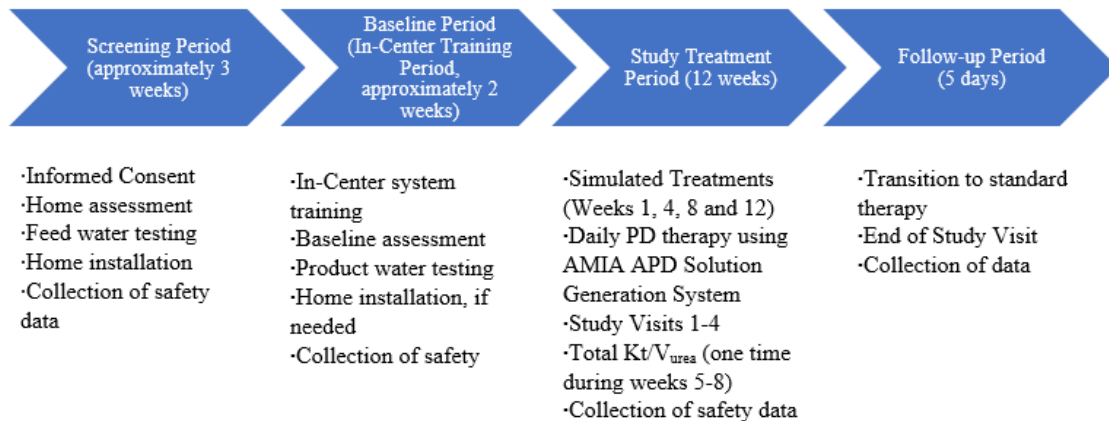 Screening Period
(approximately 3
weeks)
Baseline Period
(In-Center Training
Period,
approximately 2
weeks)
Study Treatment
Period (12 weeks)
Follow-up Period
(5 days)
·Informed Consent
·Home assessment
·Feed water testing
·Home installation
·Collection of safety
data
·In-Center system
training
·Baseline assessment
·Product water testing
·Home installation, if
needed
·Collection of safety
·Simulated Treatments
(Weeks 1, 4, 8 and 12)
·Daily PD therapy using
AMIA APD Solution
Generation System
·Study Visits 1-4
·Total Kt/Vurea (one time
during weeks 5-8)
·Collection of safety data
·Transition to standard
therapy
·End of Study Visit
·Collection of data